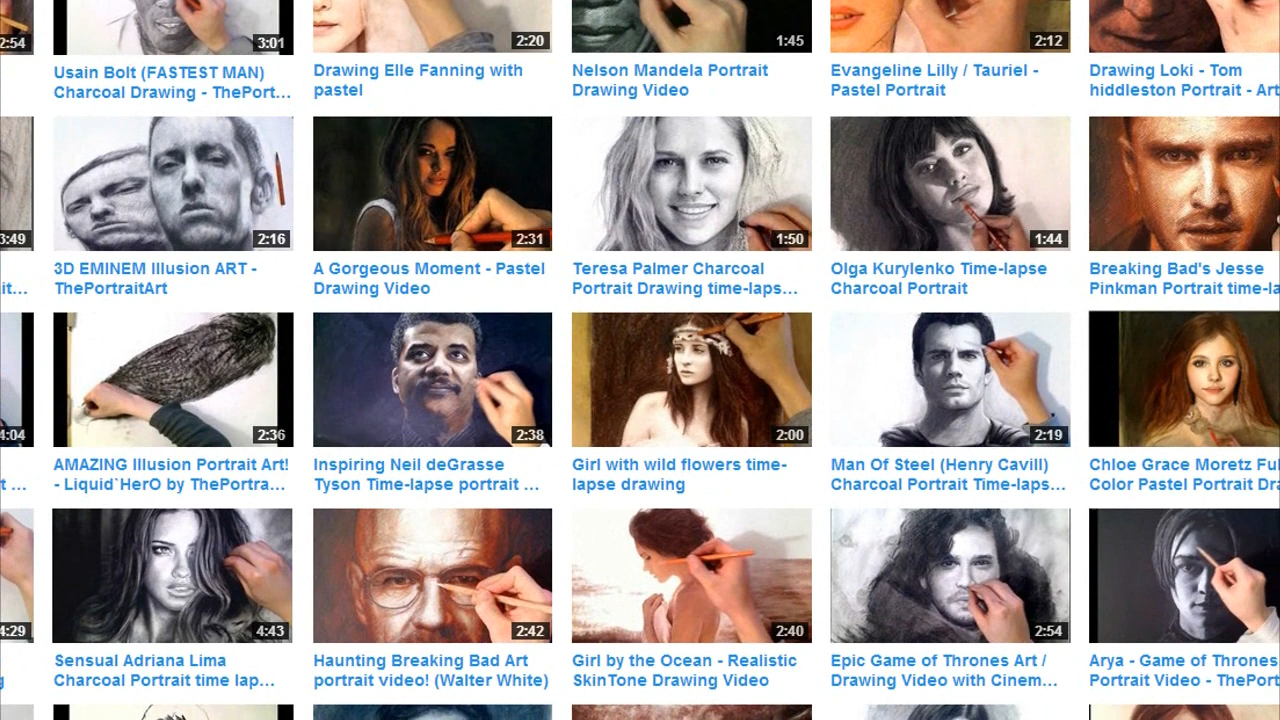 2:54
3:01
2:20
1:45
2:12
Usain Bolt (FASTEST MAN)
Charcoal Drawing - ThePort...
Drawing Elle Fanning with
pastel
Nelson Mandela Portrait
Drawing Video
Evangeline Lilly / Tauriel -
Pastel Portrait
Drawing Loki - Tom
hiddleston Portrait - Art
3:49
2:16
2:31
1:50
1:44
it...
3D EMINEM Illusion ART -
ThePortraitArt
A Gorgeous Moment - Pastel
Drawing Video
Teresa Palmer Charcoal
Portrait Drawing time-laps...
Olga Kurylenko Time-lapse
Charcoal Portrait
Breaking Bad's Jesse
Pinkman Portrait time-la
4:04
2:36
2:38
2:00
2:19
t ...
AMAZING Illusion Portrait Art!
- Liquid`HerO by ThePortra...
Inspiring Neil deGrasse
Tyson Time-lapse portrait ...
Girl with wild flowers time-
lapse drawing
Man Of Steel (Henry Cavill)
Charcoal Portrait Time-laps...
Chloe Grace Moretz Ful
Color Pastel Portrait Dra
4:29
4:43
2:42
2:40
2:54
g
Sensual Adriana Lima
Charcoal Portrait time lap...
Haunting Breaking Bad Art
portrait video! (Walter White)
Girl by the Ocean - Realistic
SkinTone Drawing Video
Epic Game of Thrones Art /
Drawing Video with Cinem...
Arya - Game of Thrones
Portrait Video - ThePort